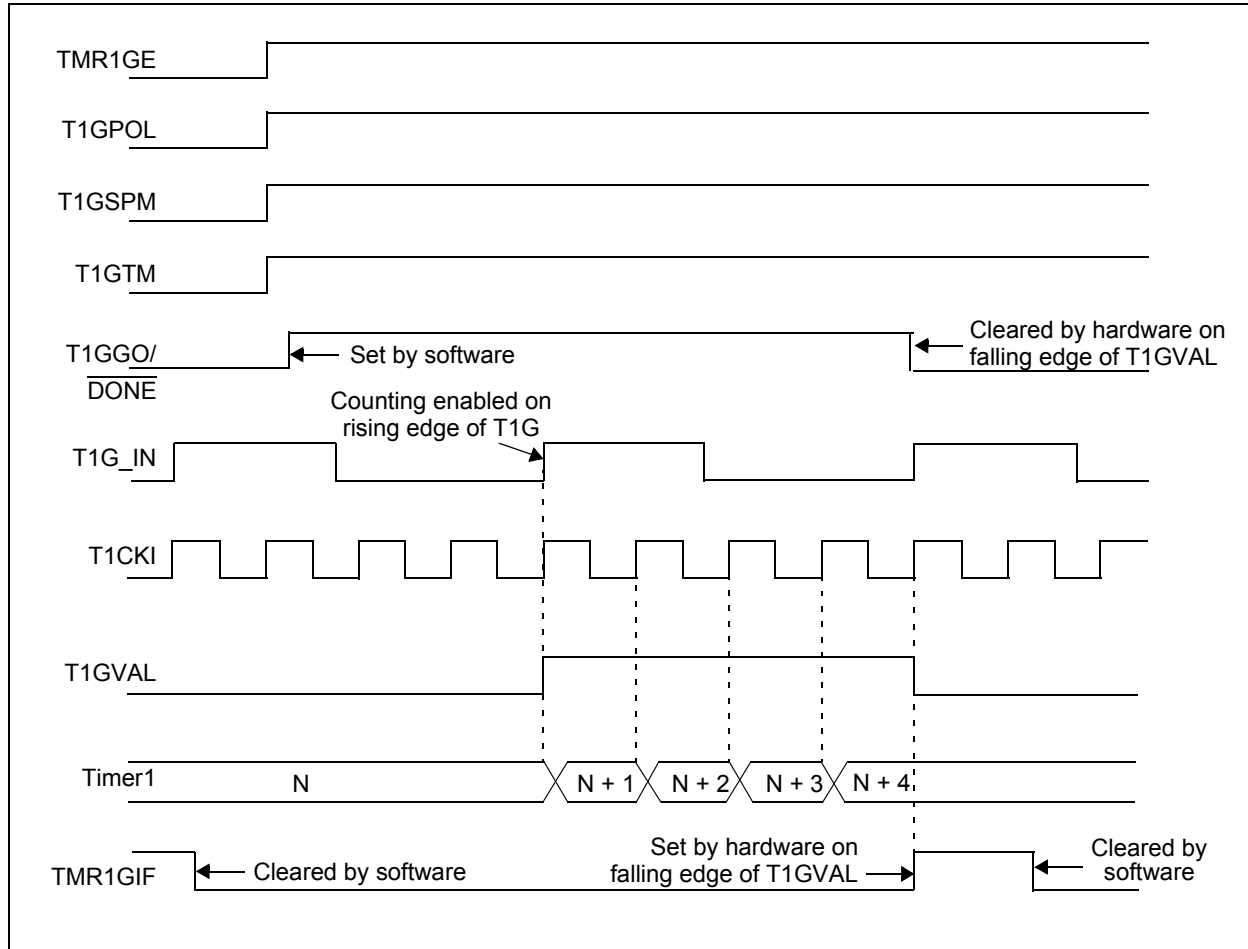 TMR1GE
T1GPOL
T1GSPM
T1GTM
T1GGO/
DONE
Set by software
Cleared by hardware on
falling edge of T1GVAL
Counting enabled on
rising edge of T1G
T1G_IN
T1CKI
T1GVAL
Timer1
N
N + 1
N + 2
N + 3
N + 4
TMR1GIF
Cleared by software
Set by hardware on
falling edge of T1GVAL
Cleared by
software